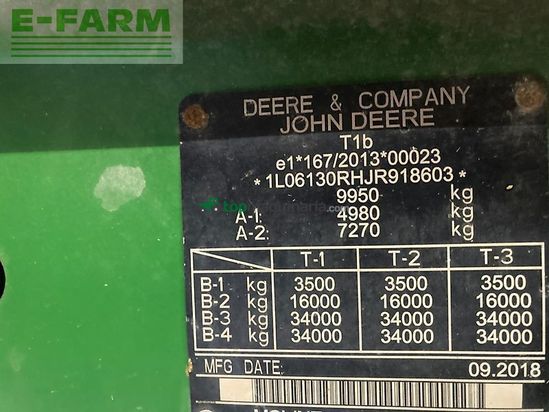 E-FARM
DEERE & COMPANY
JOHN DEERE
T1b
e1*167/2013*00023
*1L06130RHJR918603*
9950 kg
A-1: 4980 kg
A-2: 7270 kg
T-1 T-2 T-3
B-1 kg 3500 3500 3500
B-2 kg 16000 16000 16000
B-3 kg 34000 34000 34000
B-4 kg 34000 34000 34000
MFG DATE: 09.2018